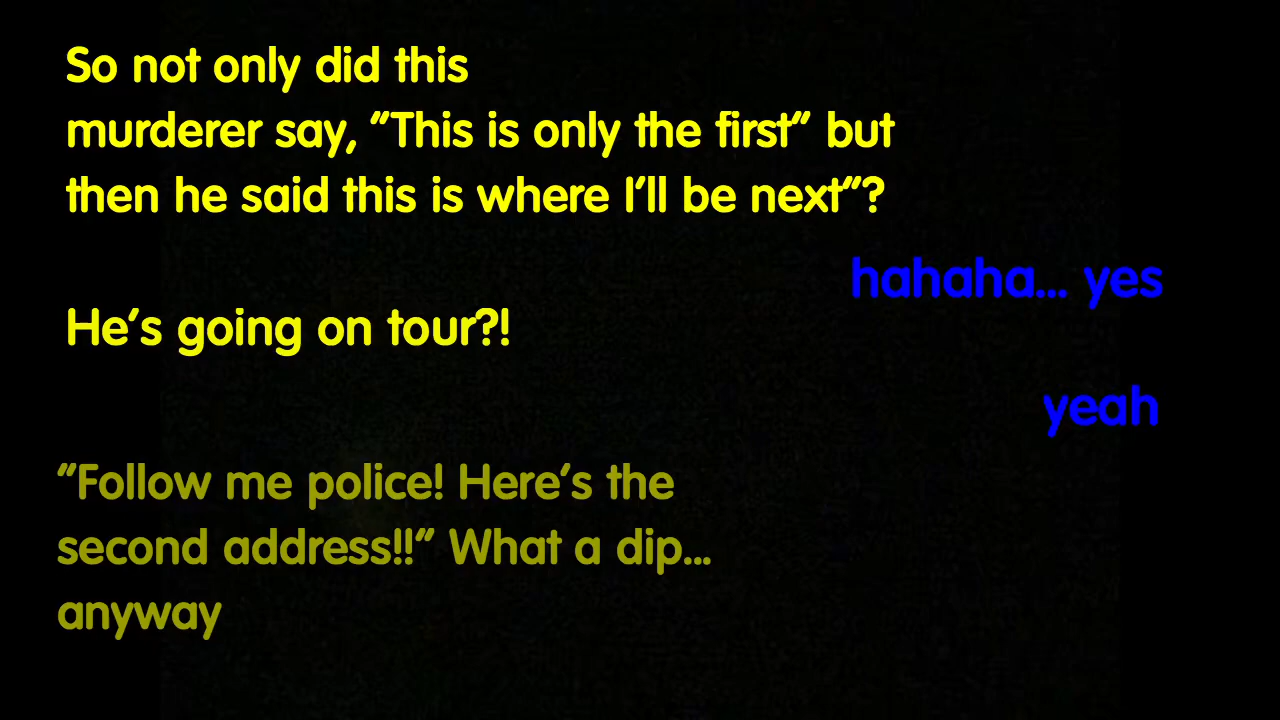 So not only did this
murderer say, “This is only the first” but
then he said this is where I’ll be next”?
hahaha... yes
He’s going on tour?!
yeah
“Follow me police! Here’s the
second address!!” What a dip...
anyway